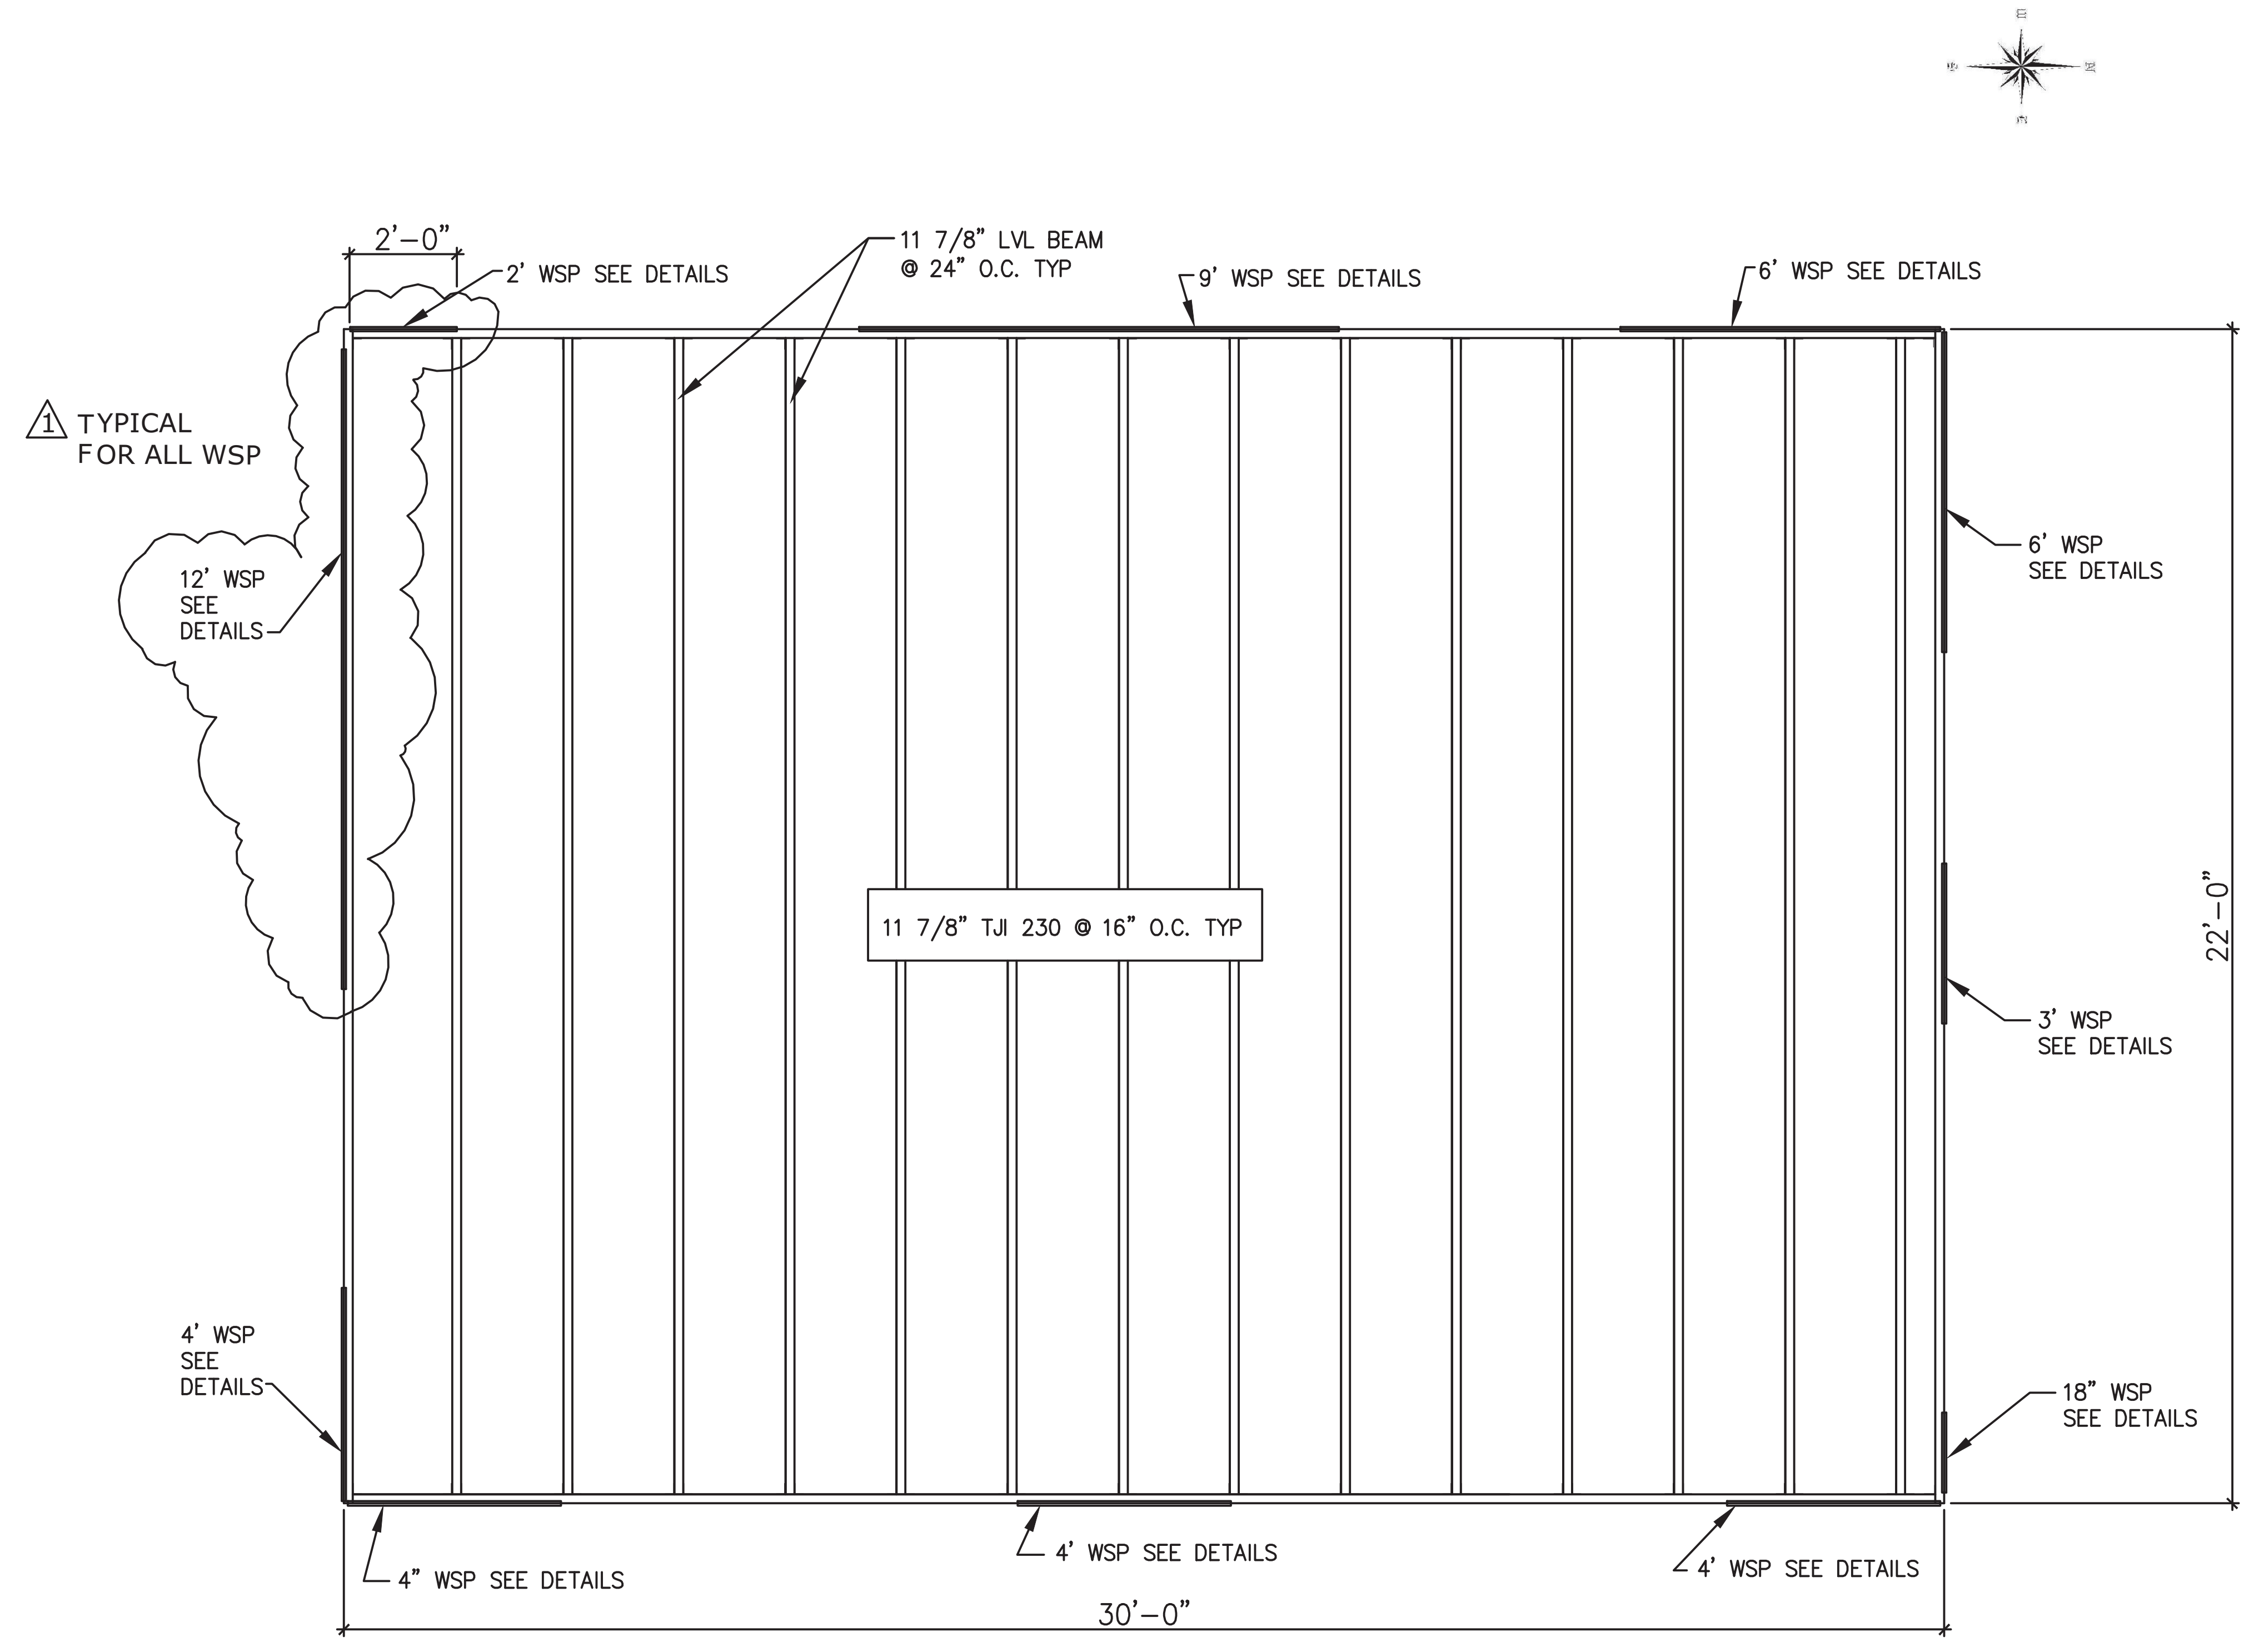 2'-0"
2' WSP SEE DETAILS
11 7/8" LVL BEAM
@ 24" O.C. TYP
9' WSP SEE DETAILS
6' WSP SEE DETAILS
1 TYPICAL
FOR ALL WSP
12' WSP
SEE
DETAILS
6' WSP
SEE DETAILS
11 7/8" TJI 230 @ 16" O.C. TYP
22'-0"
3' WSP
SEE DETAILS
4' WSP
SEE
DETAILS
18" WSP
SEE DETAILS
4" WSP SEE DETAILS
4' WSP SEE DETAILS
4' WSP SEE DETAILS
30'-0"